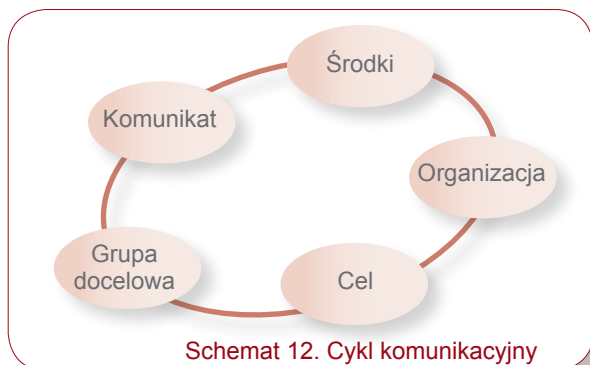 Środki
Komunikat
Organizacja
Grupa
docelowa
Cel
Schemat 12. Cykl komunikacyjny